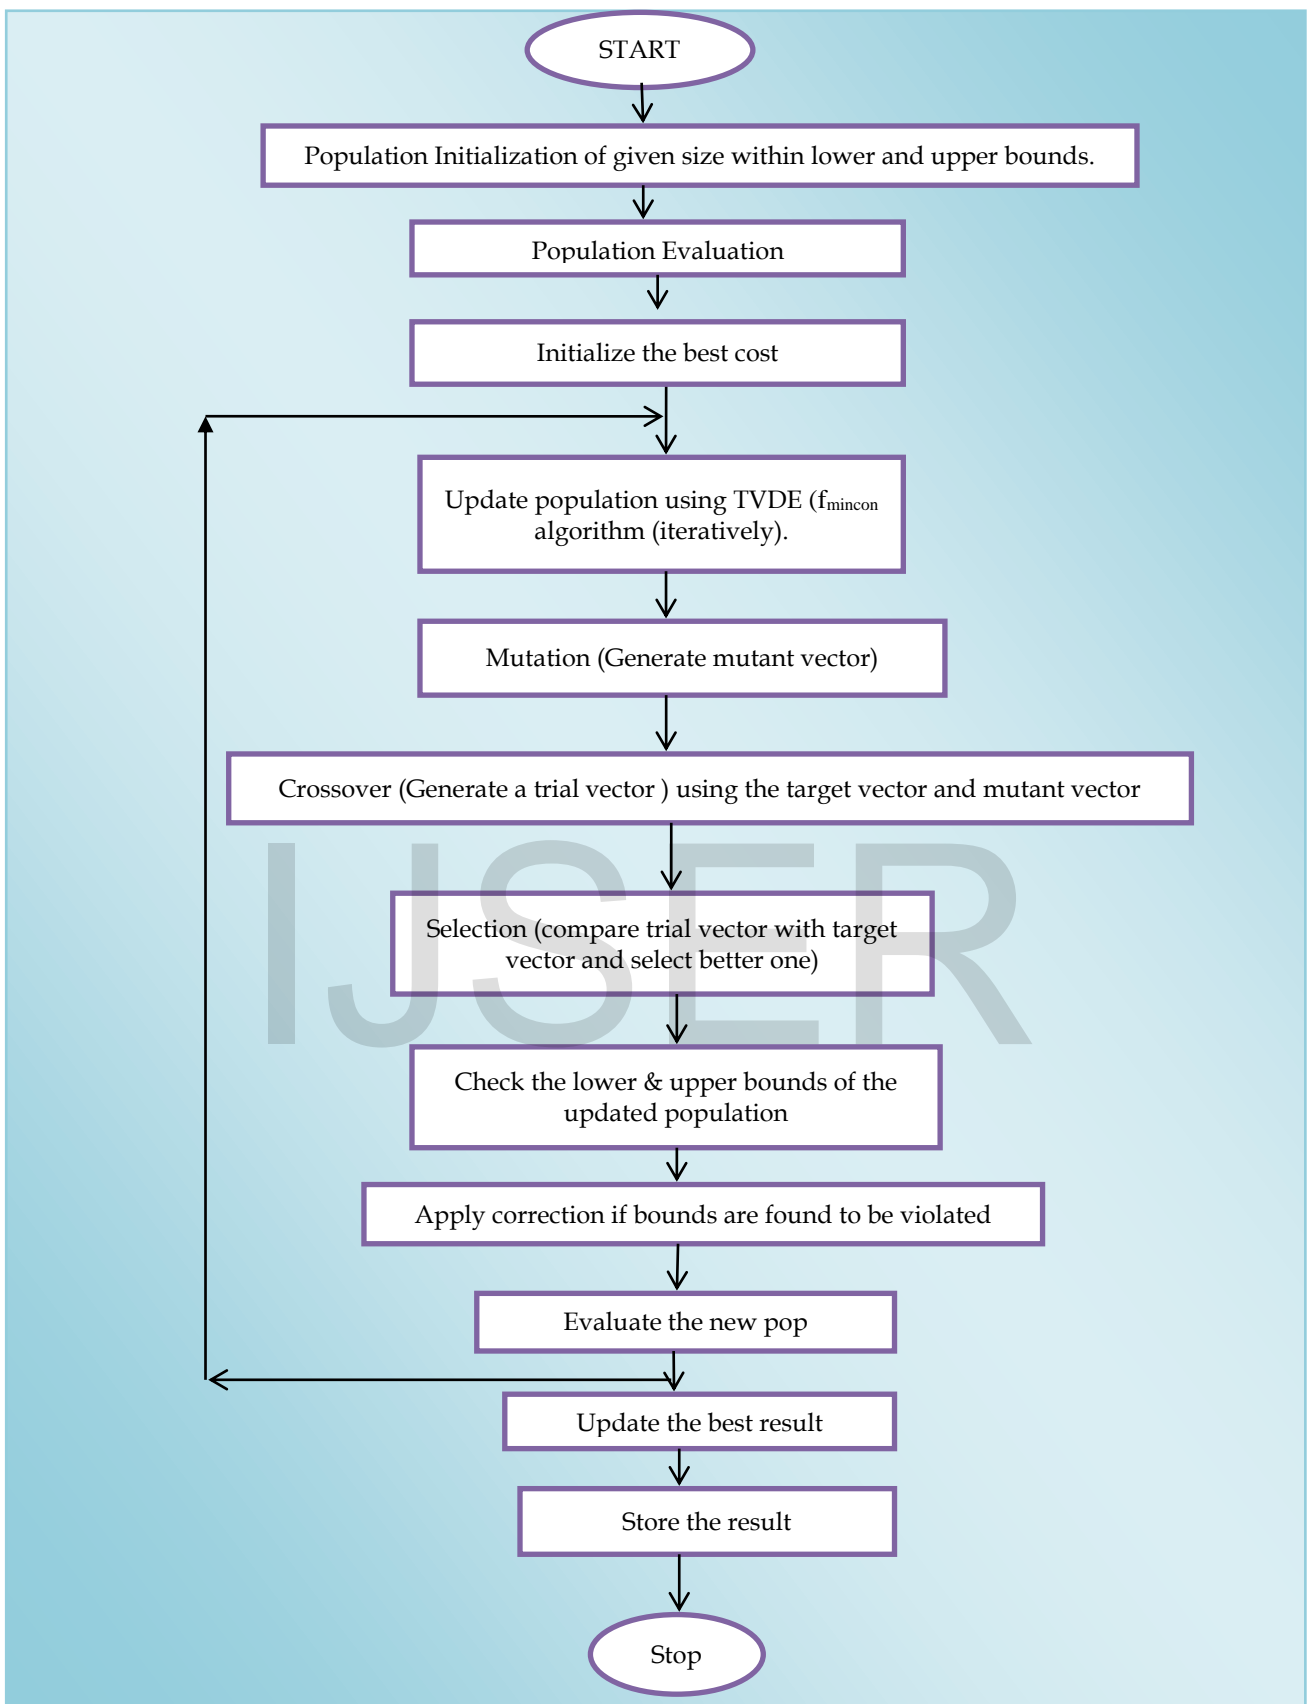 START
Population Initialization of given size within lower and upper bounds.
Population Evaluation
Initialize the best cost
Update population using TVDE (fmincon
algorithm (iteratively).
Mutation (Generate mutant vector)
Crossover (Generate a trial vector ) using the target vector and mutant vector
IJSER
Selection (compare trial vector with target
vector and select better one)
Check the lower & upper bounds of the
updated population
Apply correction if bounds are found to be violated
Evaluate the new pop
Update the best result
Store the result
Stop